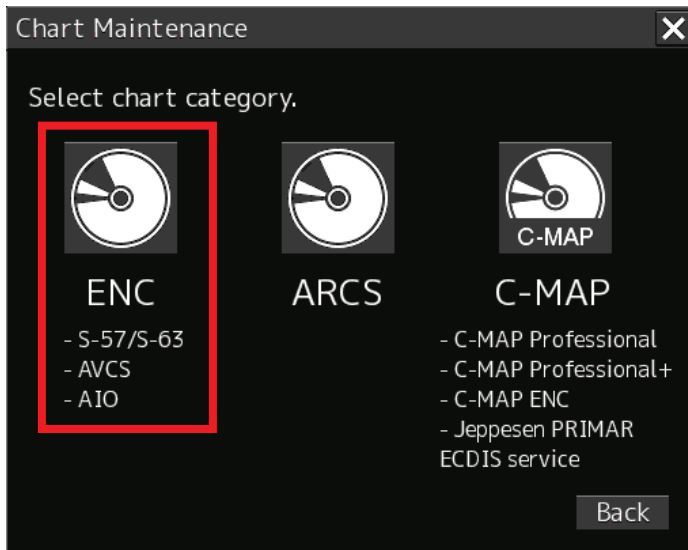 Chart Maintenance
Select chart category.
C-MAP
ENC
ARCS
C-MAP
- S-57/S-63
- AVCS
- AIO
- C-MAP Professional
- C-MAP Professional+
- C-MAP ENC
- Jeppesen PRIMAR
ECDIS service
Back